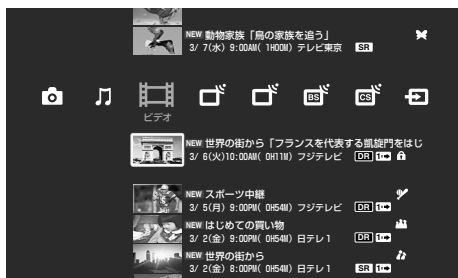 NEW 動物家族「鳥の家族を追う」
3/ 7(水) 9:00AM( 1H00M) テレビ東京 SR
BS CS
ビデオ
NEW 世界の街から「フランスを代表する凱旋門をはじ
3/ 6(火)10:00AM( 0H11M) フジテレビ DR 1
NEW スポーツ中継
3/ 5(月) 9:00PM( 0H54M) フジテレビ DR 1
NEW はじめての買い物
3/ 2(金) 9:00PM( 0H54M) 日テレ1 DR 1
NEW 世界の街から
3/ 2(金) 8:00PM( 0H54M) 日テレ1 SR 1